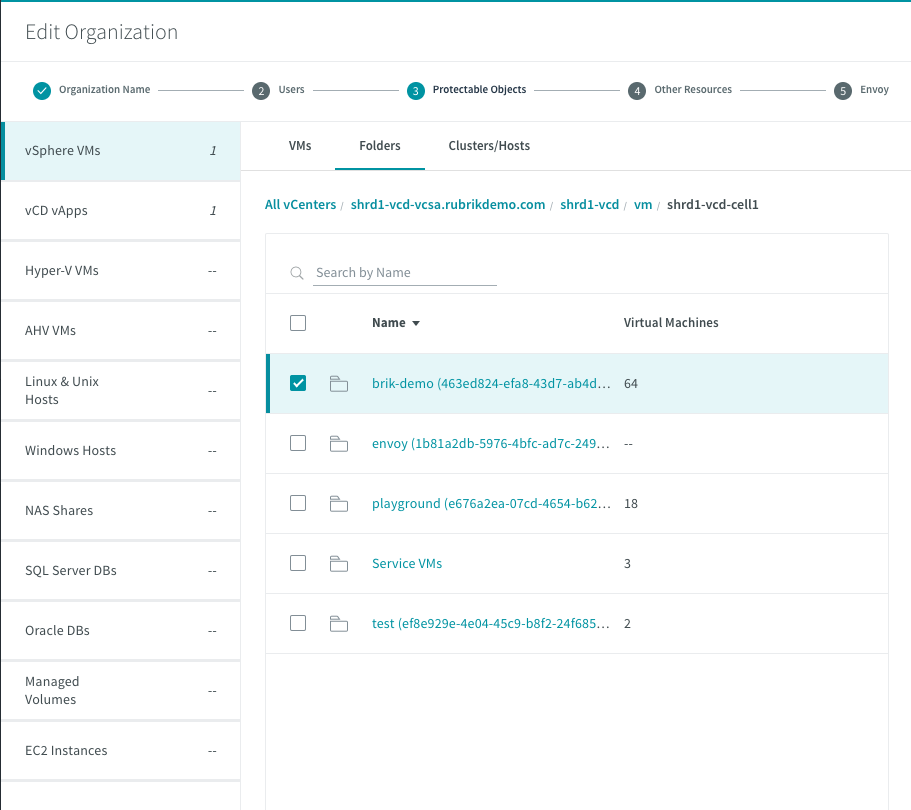 Edit Organization
Organization Name
2 Users
3 Protectable Objects
4 Other Resources
5 Envoy
vSphere VMs 1
vCD vApps 1
Hyper-V VMs --
AHV VMs --
Linux & Unix
Hosts --
Windows Hosts --
NAS Shares --
SQL Server DBs --
Oracle DBs --
Managed
Volumes --
EC2 Instances --
VMs Folders Clusters/Hosts
All vCenters / shrd1-vcd-vcsa.rubrikdemo.com / shrd1-vcd / vm / shrd1-vcd-cell1
Search by Name
Name Virtual Machines
brik-demo (463ed824-efa8-43d7-ab4d... 64
envoy (1b81a2db-5976-4bfc-ad7c-249... --
playground (e676a2ea-07cd-4654-b62... 18
Service VMs 3
test (ef8e929e-4e04-45c9-b8f2-24f685... 2